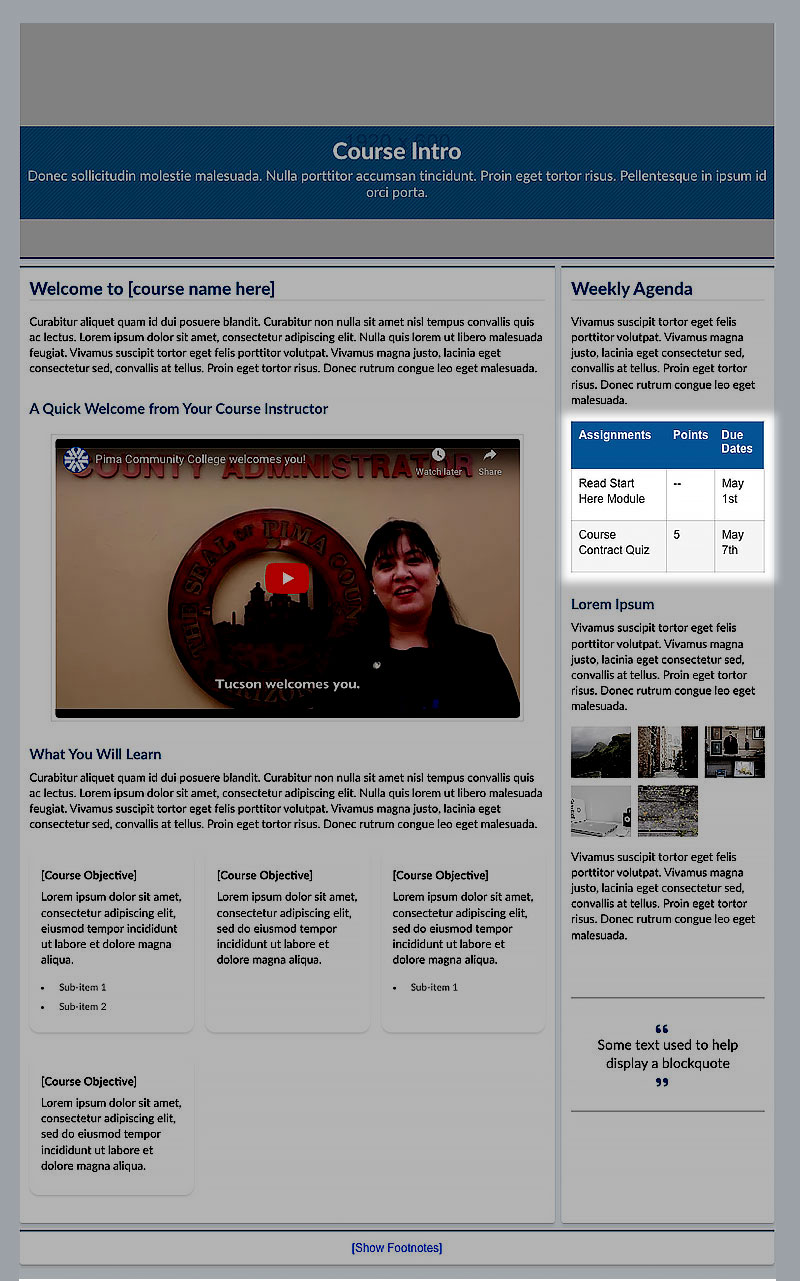 Course Intro
Donec sollicitudin molestie malesuada. Nulla porttitor accumsan tincidunt. Proin eget tortor risus. Pellentesque in ipsum id
orci porta.
Welcome to [course name here]
Curabitur aliquet quam id dui posuere blandit. Curabitur non nulla sit amet nisl tempus convallis quis
ac lectus. Lorem ipsum dolor sit amet, consectetur adipiscing elit. Nulla quis lorem ut libero malesuada
feugiat. Vivamus suscipit tortor eget felis porttitor volutpat. Vivamus magna justo, lacinia eget
consectetur sed, convallis at tellus. Proin eget tortor risus. Donec rutrum congue leo eget malesuada.
A Quick Welcome from Your Course Instructor
Pima Community College welcomes you!
COUNTY ADMINISTRATOR
Watch later
Share
THE SEAL OF PIMA COUN
Tucson welcomes you.
What You Will Learn
Curabitur aliquet quam id dui posuere blandit. Curabitur non nulla sit amet nisl tempus convallis quis
ac lectus. Lorem ipsum dolor sit amet, consectetur adipiscing elit. Nulla quis lorem ut libero malesuada
feugiat. Vivamus suscipit tortor eget felis porttitor volutpat. Vivamus magna justo, lacinia eget
consectetur sed, convallis at tellus. Proin eget tortor risus. Donec rutrum congue leo eget malesuada.
[Course Objective]
Lorem ipsum dolor sit amet,
consectetur adipiscing elit,
eiusmod tempor incididunt
ut labore et dolore magna
aliqua.
• Sub-item 1
• Sub-item 2
[Course Objective]
Lorem ipsum dolor sit amet,
consectetur adipiscing elit,
sed do eiusmod tempor
incididunt ut labore et
dolore magna aliqua.
[Course Objective]
Lorem ipsum dolor sit amet,
consectetur adipiscing elit,
sed do eiusmod tempor
incididunt ut labore et
dolore magna aliqua.
• Sub-item 1
[Course Objective]
Lorem ipsum dolor sit amet,
consectetur adipiscing elit,
sed do eiusmod tempor
incididunt ut labore et
dolore magna aliqua.
Weekly Agenda
Vivamus suscipit tortor eget felis
porttitor volutpat. Vivamus magna
justo, lacinia eget consectetur sed,
convallis at tellus. Proin eget tortor
risus. Donec rutrum congue leo eget
malesuada.
Assignments Points Due
Dates
Read Start -- May
Here Module 1st
Course 5 May
Contract Quiz 7th
Lorem Ipsum
Vivamus suscipit tortor eget felis
porttitor volutpat. Vivamus magna
justo, lacinia eget consectetur sed,
convallis at tellus. Proin eget tortor
risus. Donec rutrum congue leo eget
malesuada.
Vivamus suscipit tortor eget felis
porttitor volutpat. Vivamus magna
justo, lacinia eget consectetur sed,
convallis at tellus. Proin eget tortor
risus. Donec rutrum congue leo eget
malesuada.
“
Some text used to help
display a blockquote
”
[Show Footnotes]